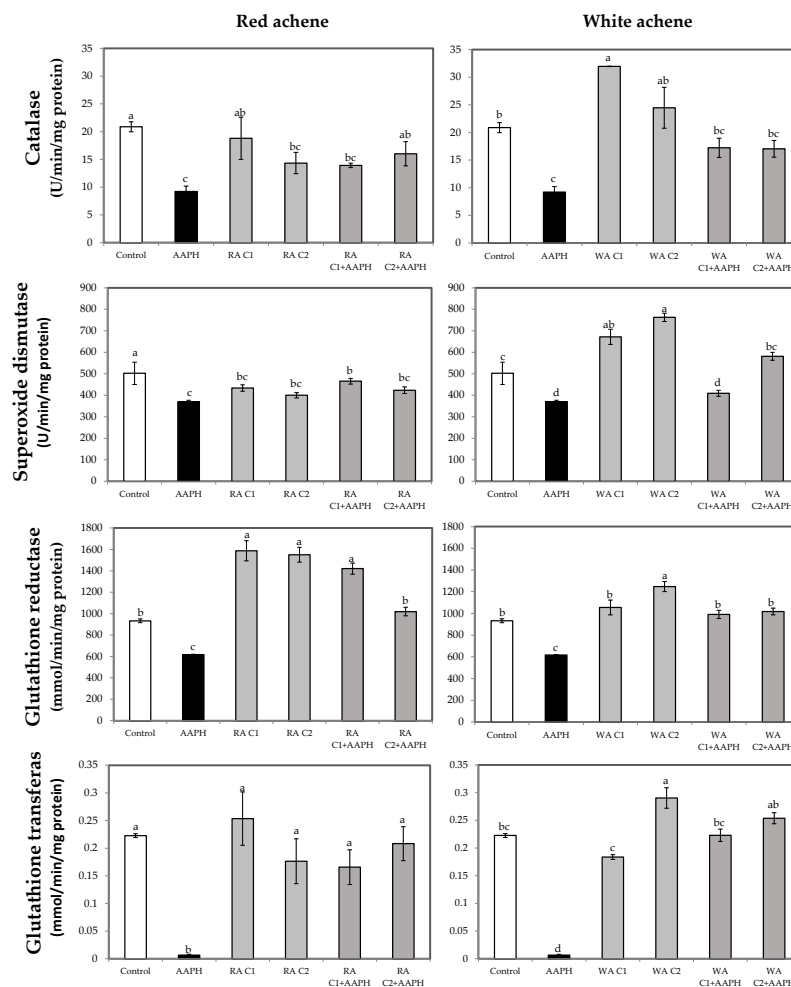 Red achene
White achene
Catalase
(U/min/mg protein)
35
30
25
20
15
10
5
0
a
c
ab
bc
bc
ab
Control
AAPH
RA C1
RA C2
RA
C1+AAPH
RA
C2+AAPH
35
30
25
20
15
10
5
0
b
c
a
ab
bc
bc
Control
AAPH
WA C1
WA C2
WA
C1+AAPH
WA
C2+AAPH
Superoxide dismutase
(U/min/mg protein)
900
800
700
600
500
400
300
200
100
0
a
c
bc
bc
b
bc
Control
AAPH
RA C1
RA C2
RA
C1+AAPH
RA
C2+AAPH
900
800
700
600
500
400
300
200
100
0
c
d
ab
a
d
bc
Control
AAPH
WA C1
WA C2
WA
C1+AAPH
WA
C2+AAPH
Glutathione reductase
(mmol/min/mg protein)
1800
1600
1400
1200
1000
800
600
400
200
0
b
c
a
a
a
b
Control
AAPH
RA C1
RA C2
RA
C1+AAPH
RA
C2+AAPH
1800
1600
1400
1200
1000
800
600
400
200
0
b
c
b
a
b
b
Control
AAPH
WA C1
WA C2
WA
C1+AAPH
WA
C2+AAPH
Glutathione transferas
(mmol/min/mg protein)
0.35
0.3
0.25
0.2
0.15
0.1
0.05
0
a
b
a
a
a
a
Control
AAPH
RA C1
RA C2
RA
C1+AAPH
RA
C2+AAPH
0.35
0.3
0.25
0.2
0.15
0.1
0.05
0
bc
d
c
a
bc
ab
Control
AAPH
WA C1
WA C2
WA
C1+AAPH
WA
C2+AAPH